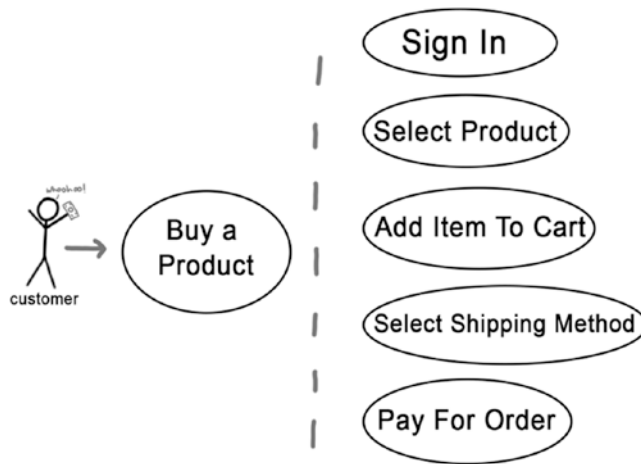 whoohoo!
customer
Buy a
Product
Sign In
Select Product
Add Item To Cart
Select Shipping Method
Pay For Order